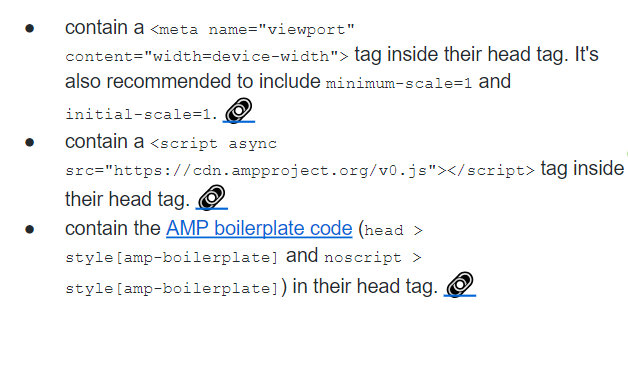 ● contain a <meta name="viewport"
content="width=device-width"> tag inside their head tag. It's
also recommended to include minimum-scale=1 and
initial-scale=1.
● contain a <script async
src="https://cdn.ampproject.org/v0.js"></script> tag inside
their head tag.
● contain the AMP boilerplate code (head >
style[amp-boilerplate] and noscript >
style[amp-boilerplate]) in their head tag.